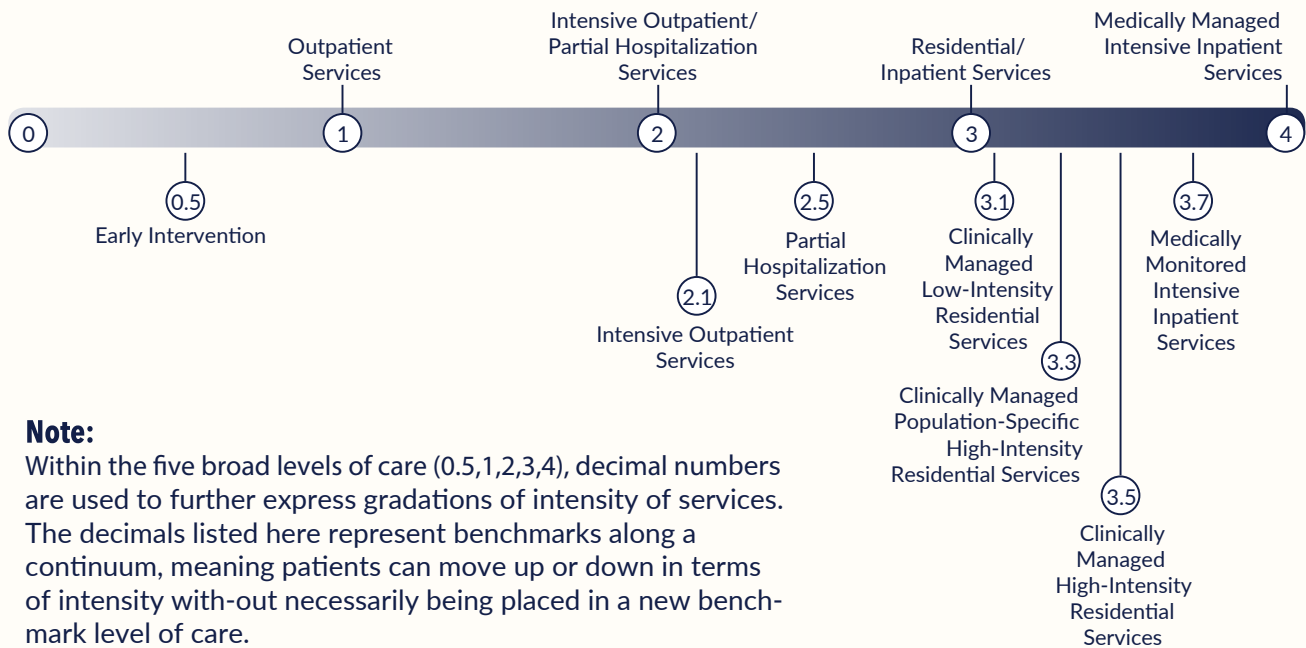 Outpatient
Services
Intensive Outpatient/
Partial Hospitalization
Services
Residential/
Inpatient Services
Medically Managed
Intensive Inpatient
Services
0
1
2
3
4
0.5
Early Intervention
2.1
Intensive Outpatient
Services
2.5
Partial
Hospitalization
Services
3.1
Clinically
Managed
Low-Intensity
Residential
Services
3.3
Clinically Managed
Population-Specific
High-Intensity
Residential Services
3.5
Clinically
Managed
High-Intensity
Residential
Services
3.7
Medically
Monitored
Intensive
Inpatient
Services
Note:
Within the five broad levels of care (0.5,1,2,3,4), decimal numbers
are used to further express gradations of intensity of services.
The decimals listed here represent benchmarks along a
continuum, meaning patients can move up or down in terms
of intensity with-out necessarily being placed in a new bench-
mark level of care.